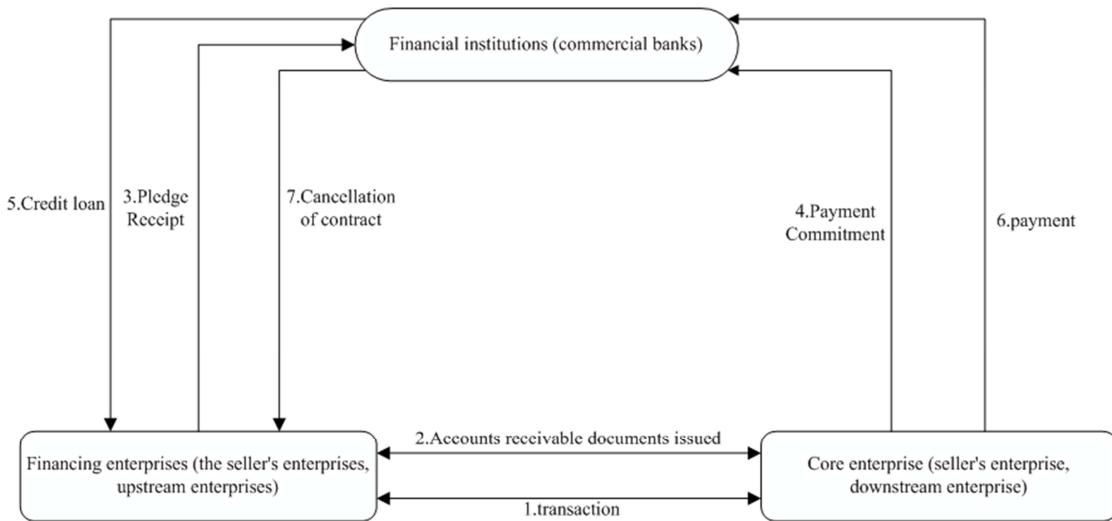 Financial institutions (commercial banks)
5.Credit loan
3.Pledge
Receipt
7.Cancellation
of contract
4.Payment
Commitment
6.payment
2.Accounts receivable documents issued
Financing enterprises (the seller's enterprises,
upstream enterprises)
Core enterprise (seller's enterprise,
downstream enterprise)
1.transaction